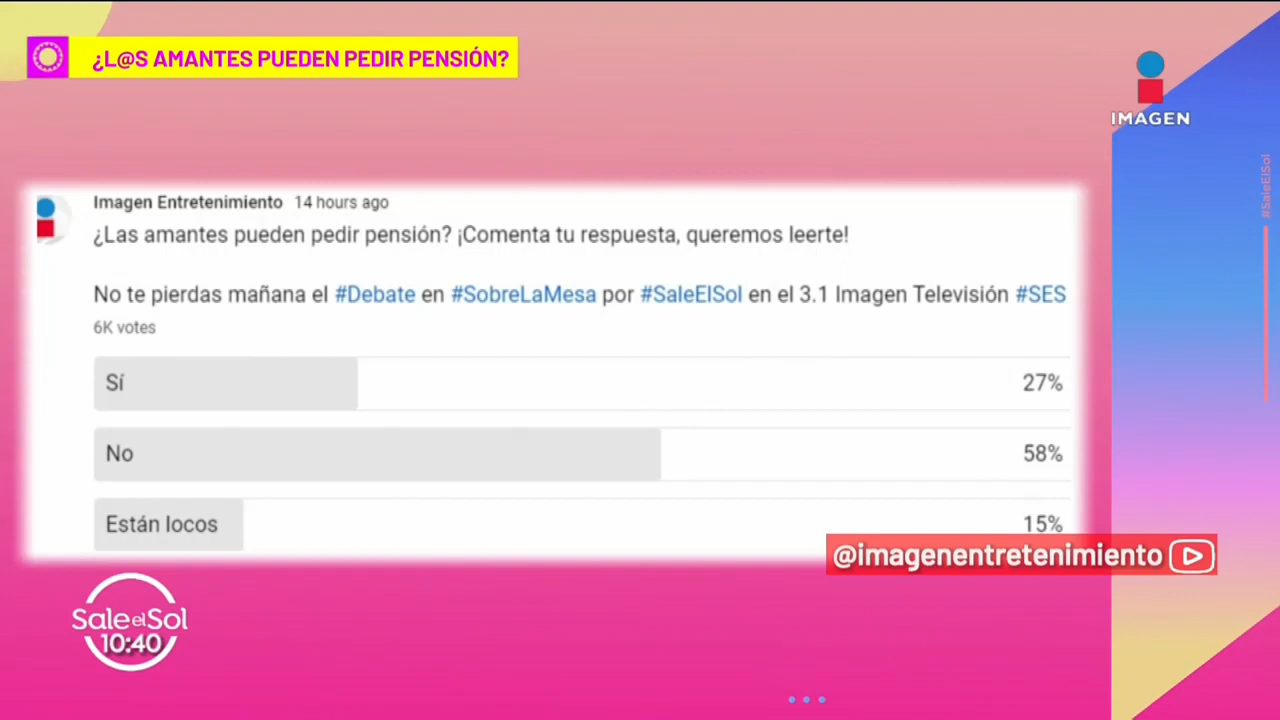 ¿L@S AMANTES PUEDEN PEDIR PENSIÓN?
IMAGEN
#SaleElSol
Imagen Entretenimiento 14 hours ago
¿Las amantes pueden pedir pensión? ¡Comenta tu respuesta, queremos leerte!
No te pierdas mañana el #Debate en #SobreLaMesa por #SaleElSol en el 3.1 Imagen Televisión #SES
6K votes
Sí 27%
No 58%
Están locos 15%
@imagenentretenimiento
Sale el Sol
10:40